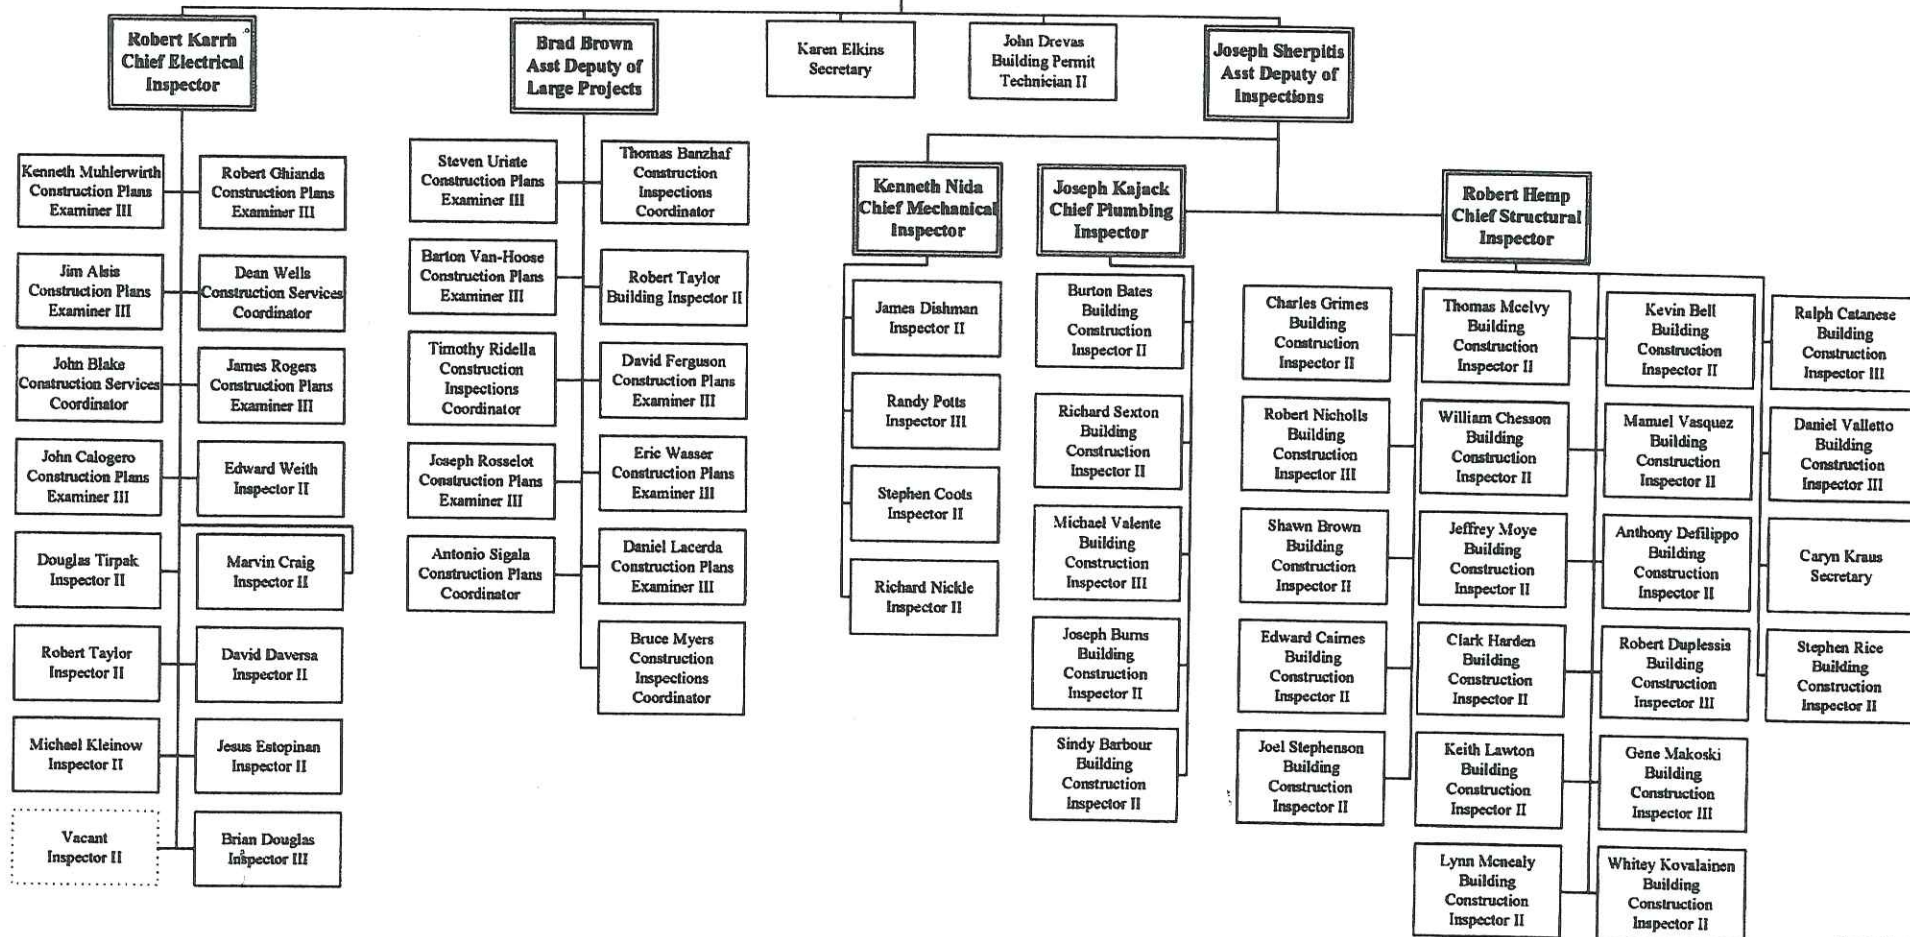 Robert Karrh
Chief Electrical
Inspector
Brad Brown
Asst Deputy of
Large Projects
Karen Elkins
Secretary
John Drevas
Building Permit
Technician II
Joseph Sherpitis
Asst Deputy of
Inspections
Kenneth Muhlerwirth
Construction Plans
Examiner III
Robert Ghianda
Construction Plans
Examiner III
Jim Alsis
Construction Plans
Examiner III
Dean Wells
Construction Services
Coordinator
John Blake
Construction Services
Coordinator
James Rogers
Construction Plans
Examiner III
John Calogero
Construction Plans
Examiner III
Edward Weith
Inspector II
Douglas Tirpak
Inspector II
Marvin Craig
Inspector II
Robert Taylor
Inspector II
David Daversa
Inspector II
Michael Kleinow
Inspector II
Jesus Estopinan
Inspector II
Vacant
Inspector II
Brian Douglas
Inspector III
Steven Uriate
Construction Plans
Examiner III
Thomas Banzhaf
Construction
Inspections
Coordinator
Barton Van-Hoose
Construction Plans
Examiner III
Robert Taylor
Building Inspector II
Timothy Ridella
Construction
Inspections
Coordinator
David Ferguson
Construction Plans
Examiner III
Joseph Rosselot
Construction Plans
Examiner III
Eric Wasser
Construction Plans
Examiner III
Antonio Sigala
Construction Plans
Coordinator
Daniel Lacerda
Construction Plans
Examiner III
Bruce Myers
Construction
Inspections
Coordinator
Kenneth Nida
Chief Mechanical
Inspector
Joseph Kajack
Chief Plumbing
Inspector
Robert Hemp
Chief Structural
Inspector
James Dishman
Inspector II
Randy Potts
Inspector III
Stephen Coots
Inspector II
Richard Nickle
Inspector II
Burton Bates
Building
Construction
Inspector II
Richard Sexton
Building
Construction
Inspector II
Michael Valente
Building
Construction
Inspector III
Joseph Burns
Building
Construction
Inspector II
Sindy Barbour
Building
Construction
Inspector II
Charles Grimes
Building
Construction
Inspector II
Thomas Mcelvy
Building
Construction
Inspector II
Kevin Bell
Building
Construction
Inspector II
Ralph Catanese
Building
Construction
Inspector III
Robert Nicholls
Building
Construction
Inspector III
William Chesson
Building
Construction
Inspector II
Manuel Vasquez
Building
Construction
Inspector II
Daniel Valletto
Building
Construction
Inspector III
Shawn Brown
Building
Construction
Inspector II
Jeffrey Moye
Building
Construction
Inspector II
Anthony Defilippo
Building
Construction
Inspector II
Caryn Kraus
Secretary
Edward Cairnes
Building
Construction
Inspector II
Clark Harden
Building
Construction
Inspector II
Robert Duplessis
Building
Construction
Inspector III
Stephen Rice
Building
Construction
Inspector II
Joel Stephenson
Building
Construction
Inspector II
Keith Lawton
Building
Construction
Inspector II
Gene Makoski
Building
Construction
Inspector III
Lynn Mcnealy
Building
Construction
Inspector II
Whitey Kovalainen
Building
Construction
Inspector II